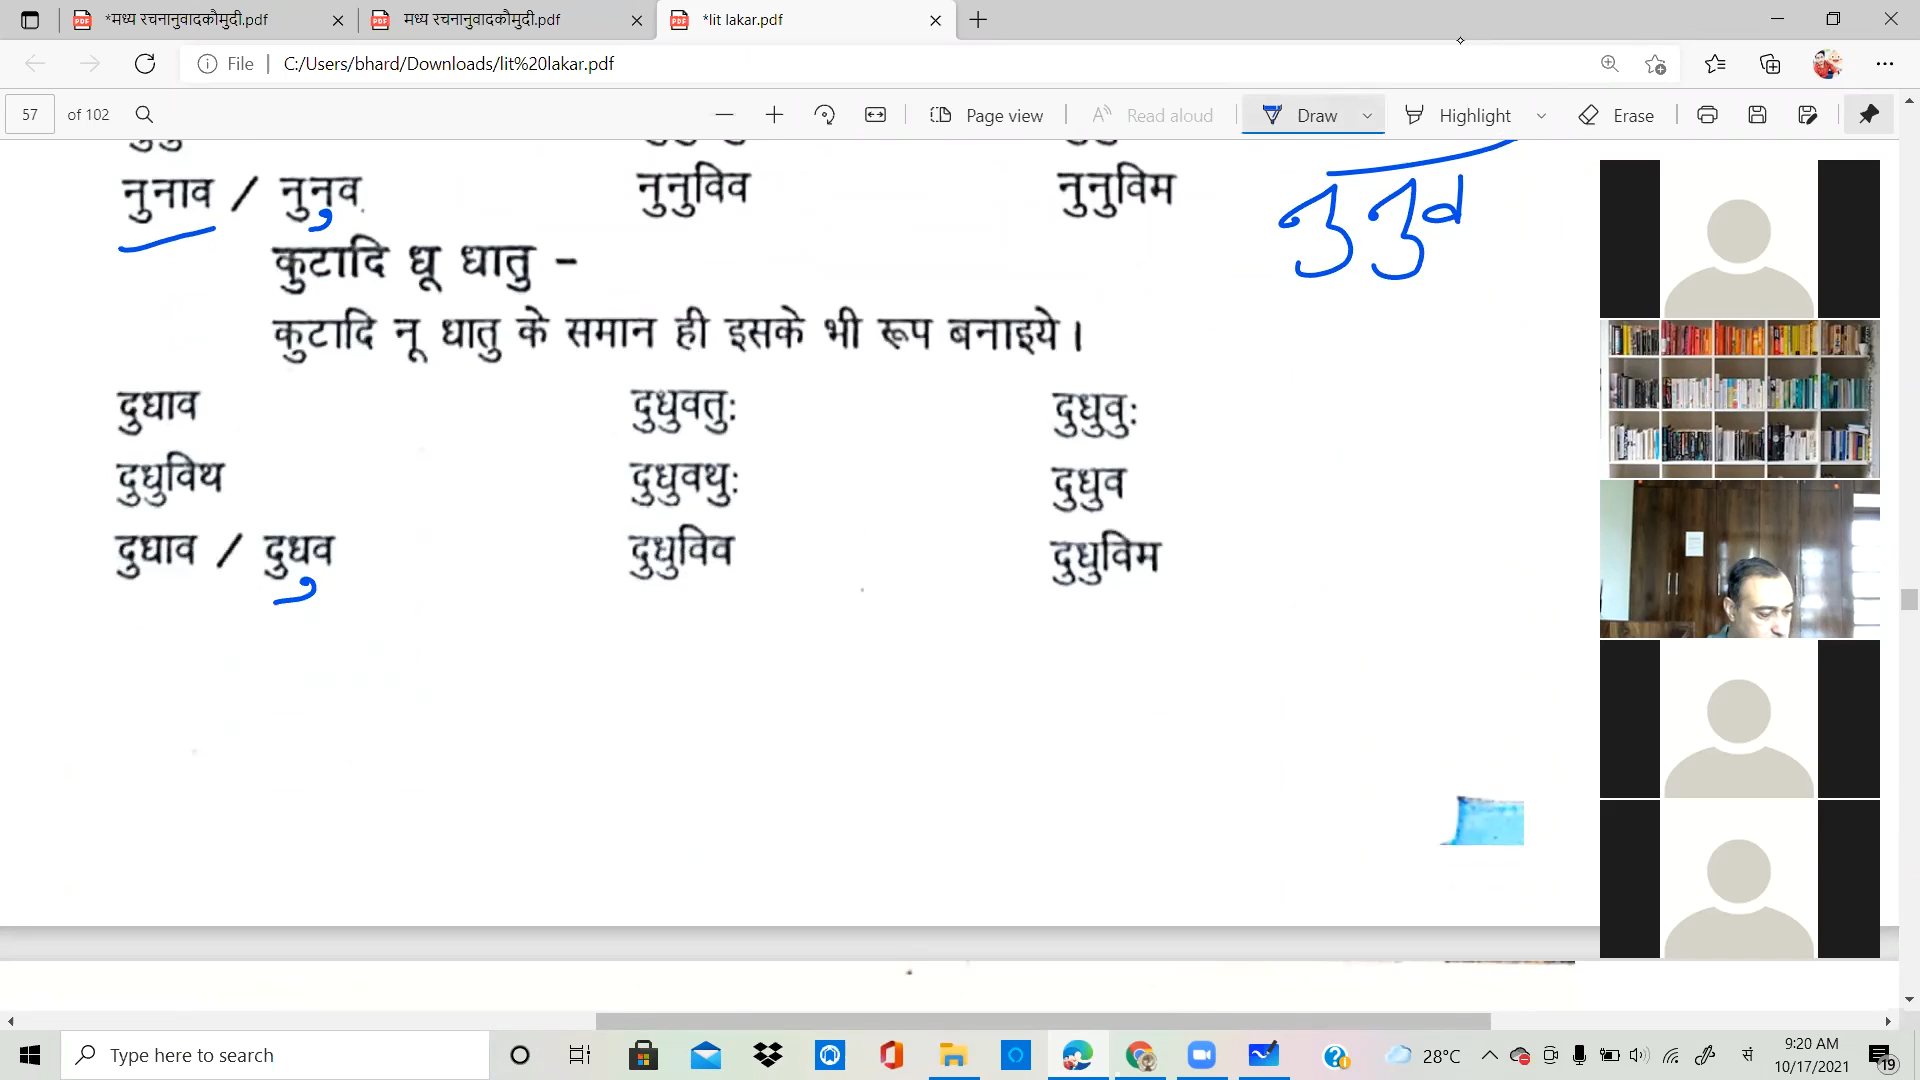 *मध्य रचनानुवादकौमुदी.pdf
मध्य रचनानुवादकौमुदी.pdf
*lit lakar.pdf
File
C:/Users/bhard/Downloads/lit%20lakar.pdf
57 of 102
Page view
Read aloud
Draw
Highlight
Erase
नुनाव / नुनव नुनुविव नुनुविम
नुनुव
कुटादि धू धातु -
कुटादि नू धातु के समान ही इसके भी रूप बनाइये।
दुधाव दुधुवतुः दुधुवुः
दुधुविथ दुधुवथुः दुधुव
दुधाव / दुधव दुधुविव दुधुविम
Type here to search
28°C
सं
9:20 AM
10/17/2021
19